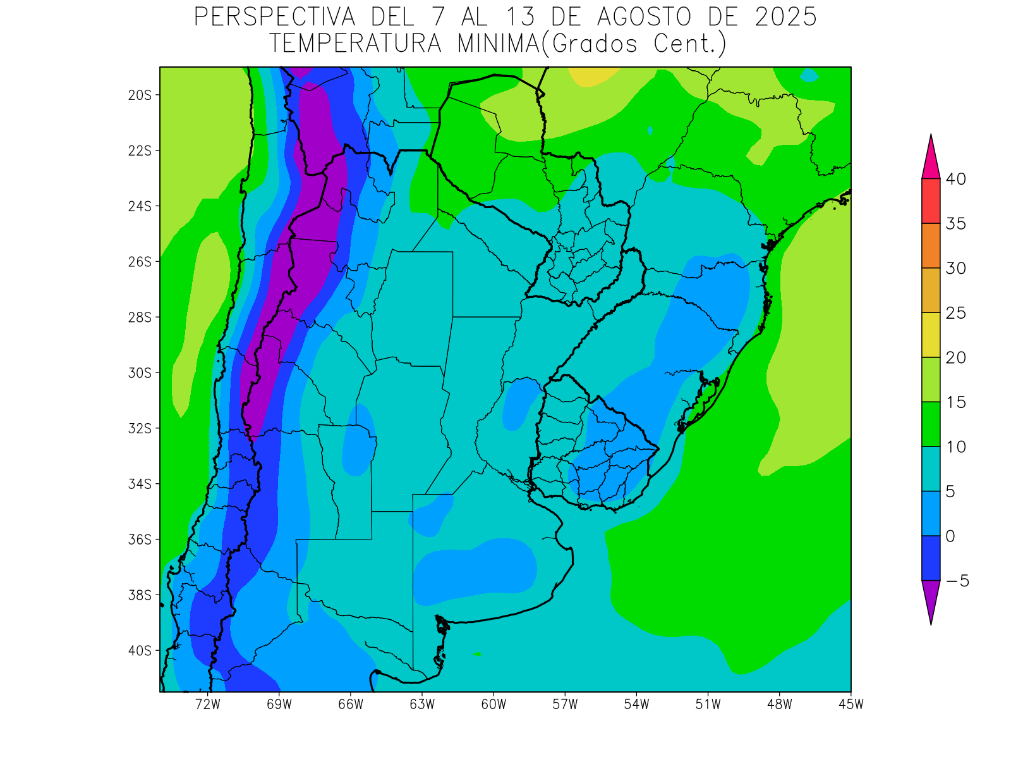 PERSPECTIVA DEL 7 AL 13 DE AGOSTO DE 2025
TEMPERATURA MINIMA(Grados Cent.)
20S
22S
24S
26S
28S
30S
32S
34S
36S
38S
40S
72W 69W 66W 63W 60W 57W 54W 51W 48W 45W
40
35
30
25
20
15
10
5
0
−5